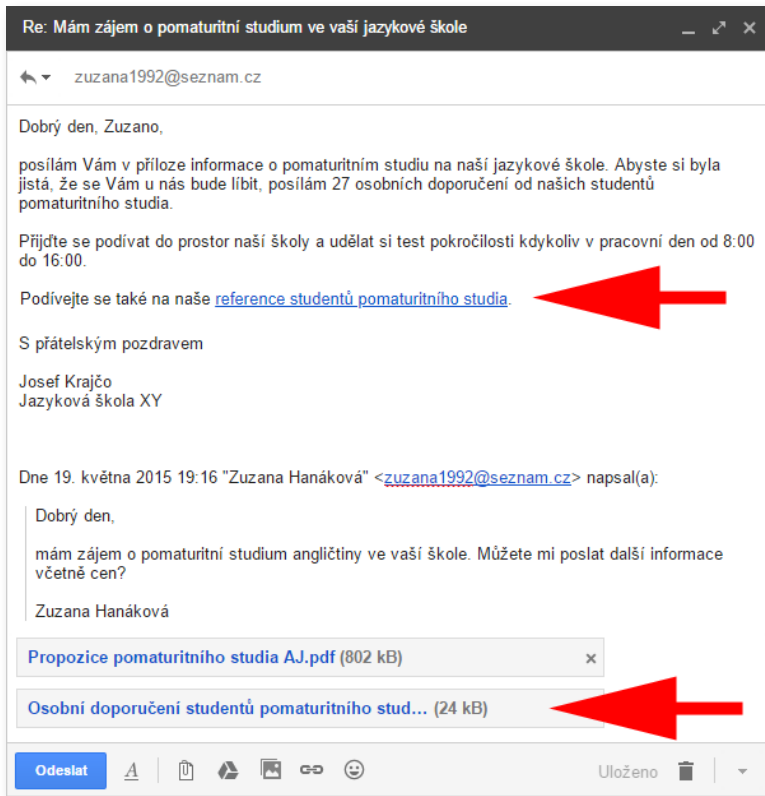 Re: Mám zájem o pomaturitní studium ve vaší jazykové škole
zuzana1992@seznam.cz
Dobrý den, Zuzano,
posílám Vám v příloze informace o pomaturitním studiu na naší jazykové škole. Abyste si byla
jistá, že se Vám u nás bude líbit, posílám 27 osobních doporučení od našich studentů
pomaturitního studia.
Přijďte se podívat do prostor naší školy a udělat si test pokročilosti kdykoliv v pracovní den od 8:00
do 16:00.
Podívejte se také na naše reference studentů pomaturitního studia.
S přátelským pozdravem
Josef Krajčo
Jazyková škola XY
Dne 19. května 2015 19:16 "Zuzana Hanáková" <zuzana1992@seznam.cz> napsal(a):
Dobrý den,
mám zájem o pomaturitní studium angličtiny ve vaší škole. Můžete mi poslat další informace
včetně cen?
Zuzana Hanáková
Propozice pomaturitního studia AJ.pdf (802 kB)
Osobní doporučení studentů pomaturitního stud... (24 kB)
Odeslat A Uloženo